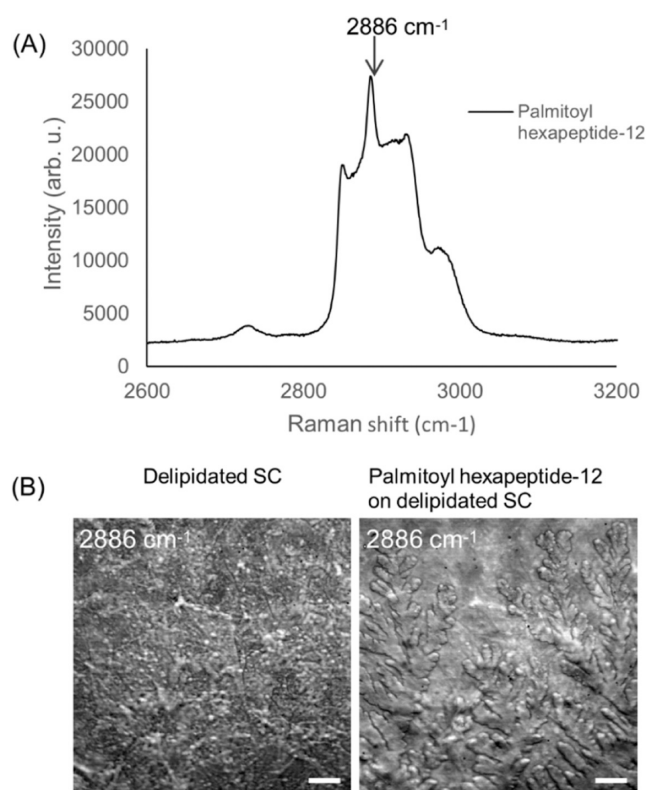 (A)
2886 cm-1
30000
25000
20000
15000
10000
5000
0
Intensity (arb. u.)
Palmitoyl
hexapeptide-12
2600
2800
3000
3200
Raman shift (cm-1)
(B)
Delipidated SC
Palmitoyl hexapeptide-12
on delipidated SC
2886 cm-1
2886 cm-1